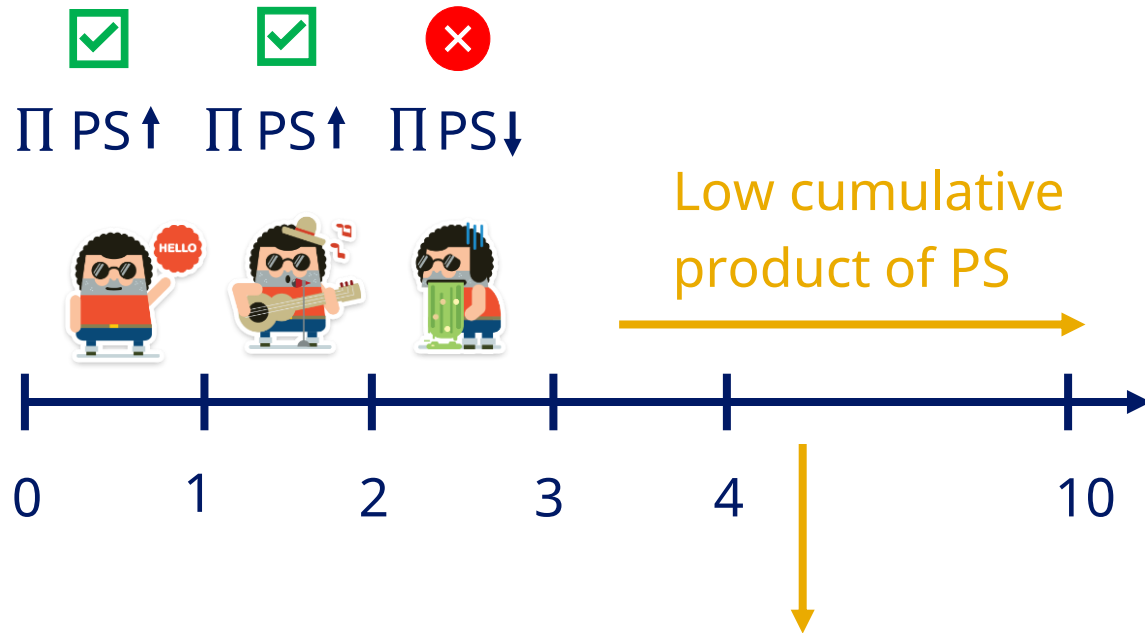 ∏ PS ∏ PS ∏ PS
Low cumulative
product of PS
HELLO
0 1 2 3 4 10